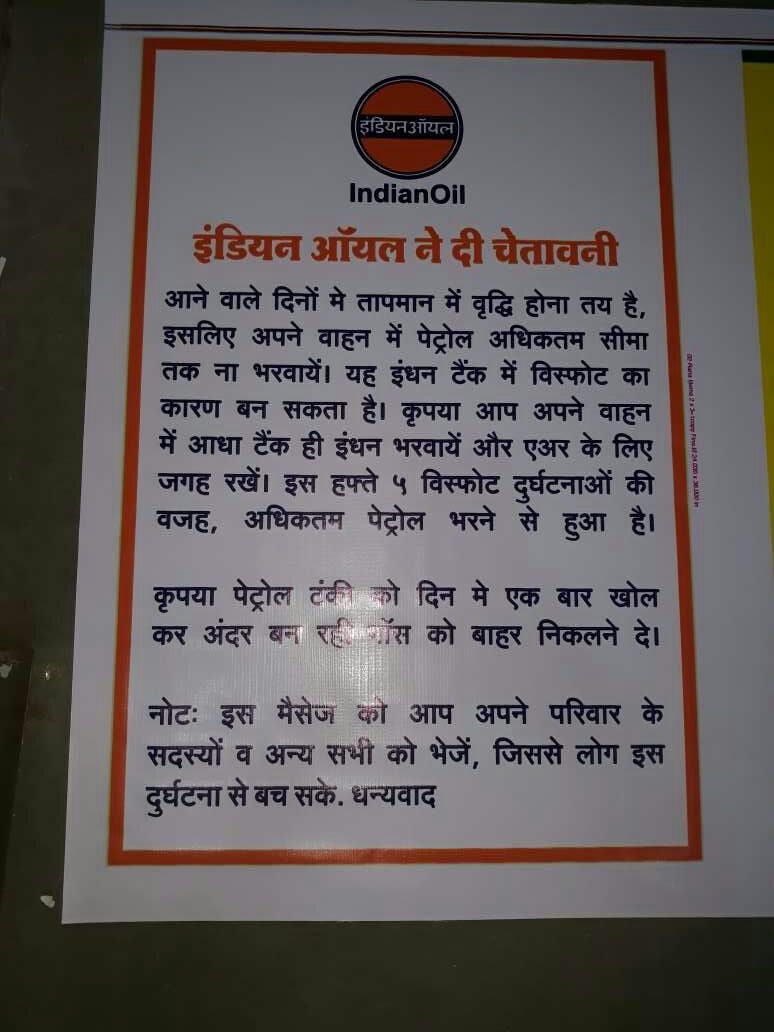 इंडियनऑयल
IndianOil
इंडियन ऑयल ने दी चेतावनी
आने वाले दिनों मे तापमान में वृद्धि होना तय है,
इसलिए अपने वाहन में पेट्रोल अधिकतम सीमा
तक ना भरवायें। यह इंधन टैंक में विस्फोट का
कारण बन सकता है। कृपया आप अपने वाहन
में आधा टैंक ही इंधन भरवायें और एअर के लिए
जगह रखें। इस हफ्ते ५ विस्फोट दुर्घटनाओं की
वजह, अधिकतम पेट्रोल भरने से हुआ है।
कृपया पेट्रोल टंकी को दिन मे एक बार खोल
कर अंदर बन रही गॅस को बाहर निकलने दे।
नोटः इस मैसेज को आप अपने परिवार के
सदस्यों व अन्य सभी को भेजें, जिससे लोग इस
दुर्घटना से बच सके. धन्यवाद